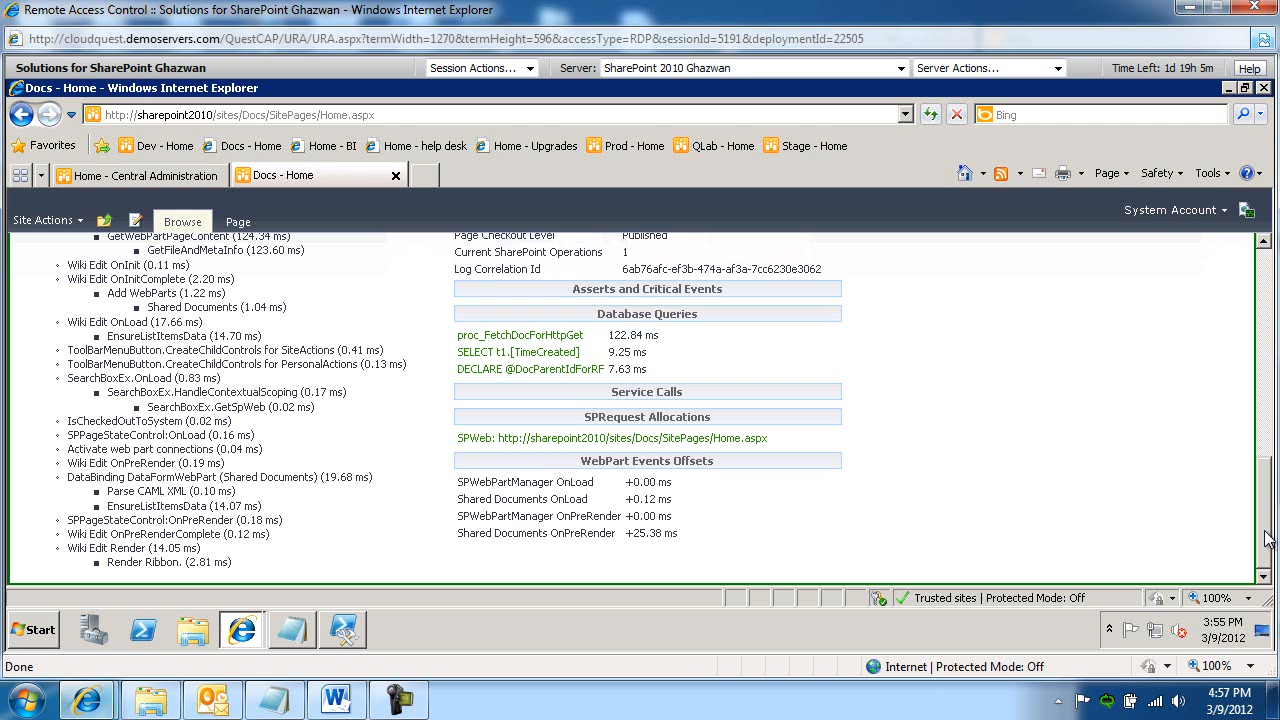 Remote Access Control :: Solutions for SharePoint Ghazwan - Windows Internet Explorer
http://cloudquest.demoservers.com/QuestCAP/URA/URA.aspx?termWidth=1270&termHeight=596&accessType=RDP&sessionId=5191&deploymentId=22505
Solutions for SharePoint Ghazwan
Session Actions...
Server:
SharePoint 2010 Ghazwan
Server Actions...
Time Left: 1d 19h 5m
Help
Docs - Home - Windows Internet Explorer
http://sharepoint2010/sites/Docs/SitePages/Home.aspx
Bing
Favorites
Dev - Home
Docs - Home
Home - BI
Home - help desk
Home - Upgrades
Prod - Home
QLab - Home
Stage - Home
Home - Central Administration
Docs - Home
Page
Safety
Tools
Site Actions
Browse
Page
System Account
GetWebPartPageContent (124.34 ms)
GetFileAndMetaInfo (123.60 ms)
Wiki Edit OnInit (0.11 ms)
Wiki Edit OnInitComplete (2.20 ms)
Add WebParts (1.22 ms)
Shared Documents (1.04 ms)
Wiki Edit OnLoad (17.66 ms)
EnsureListItemsData (14.70 ms)
ToolBarMenuButton.CreateChildControls for SiteActions (0.41 ms)
ToolBarMenuButton.CreateChildControls for PersonalActions (0.13 ms)
SearchBoxEx.OnLoad (0.83 ms)
SearchBoxEx.HandleContextualScoping (0.17 ms)
SearchBoxEx.GetSpWeb (0.02 ms)
IsCheckedOutToSystem (0.02 ms)
SPPageStateControl:OnLoad (0.16 ms)
Activate web part connections (0.04 ms)
Wiki Edit OnPreRender (0.19 ms)
DataBinding DataFormWebPart (Shared Documents) (19.68 ms)
Parse CAML XML (0.10 ms)
EnsureListItemsData (14.07 ms)
SPPageStateControl:OnPreRender (0.18 ms)
Wiki Edit OnPreRenderComplete (0.12 ms)
Wiki Edit Render (14.05 ms)
Render Ribbon. (2.81 ms)
Page Checkout Level Published
Current SharePoint Operations 1
Log Correlation Id 6ab76afc-ef3b-474a-af3a-7cc6230e3062
Asserts and Critical Events
Database Queries
proc_FetchDocForHttpGet 122.84 ms
SELECT t1.[TimeCreated] 9.25 ms
DECLARE @DocParentIdForRF 7.63 ms
Service Calls
SPRequest Allocations
SPWeb: http://sharepoint2010/sites/Docs/SitePages/Home.aspx
WebPart Events Offsets
SPWebPartManager OnLoad +0.00 ms
Shared Documents OnLoad +0.12 ms
SPWebPartManager OnPreRender +0.00 ms
Shared Documents OnPreRender +25.38 ms
Trusted sites | Protected Mode: Off
100%
Start
3:55 PM
3/9/2012
Done
Internet | Protected Mode: Off
100%
4:57 PM
3/9/2012